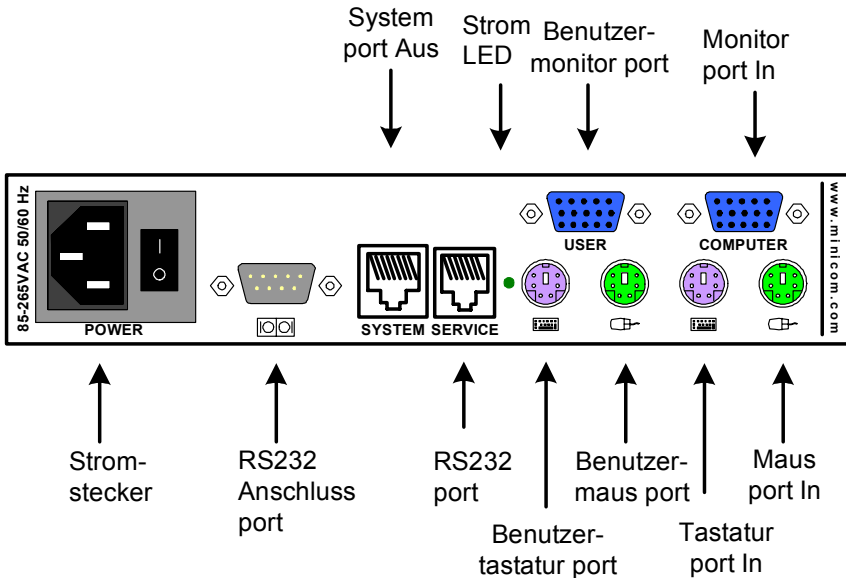 System
port Aus
Strom
LED
Benutzer-
monitor port
Monitor
port In
85-265VAC 50/60 Hz
POWER
SYSTEM
SERVICE
USER
COMPUTER
www.minicom.com
Strom-
stecker
RS232
Anschluss
port
RS232
port
Benutzer-
tastatur port
Benutzer-
maus port
Tastatur
port In
Maus
port In